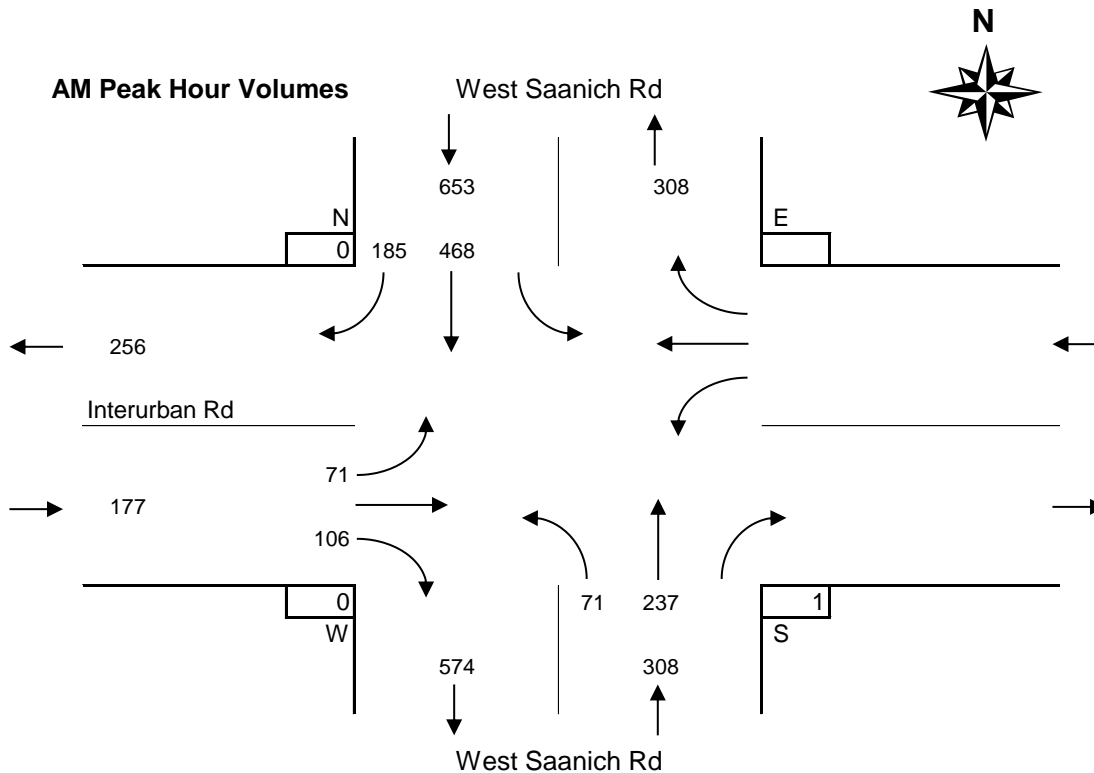 N
AM Peak Hour Volumes
West Saanich Rd
653 308
N E
0 185 468
256
Interurban Rd
71
177
106
0 71 237 1
W S
574 308
West Saanich Rd